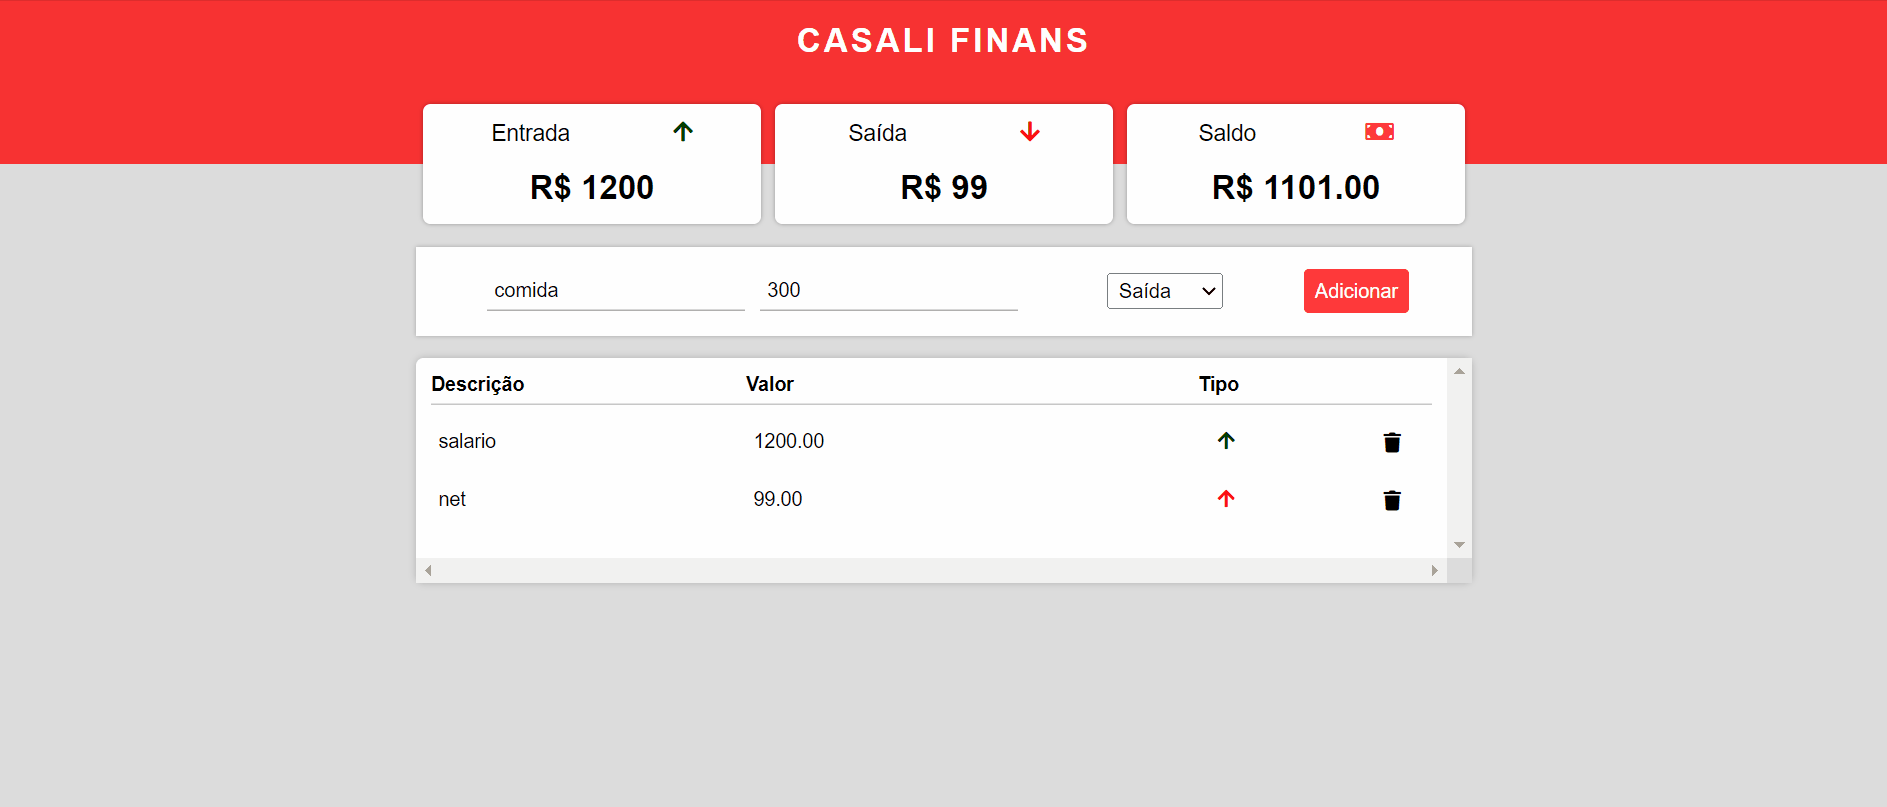 CASALI FINANS
Entrada
R$ 1200
Saída
R$ 99
Saldo
R$ 1101.00
comida 300 Saída Adicionar
Descrição Valor Tipo
salario 1200.00
net 99.00